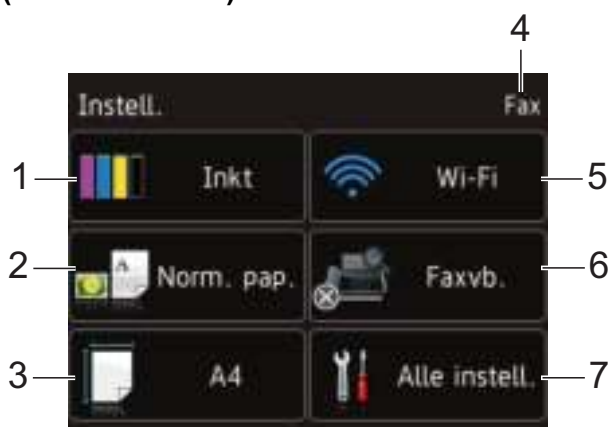 4
Instell. Fax
1 Inkt Wi-Fi 5
2 Norm. pap. Faxvb. 6
3 A4 Alle instell. 7